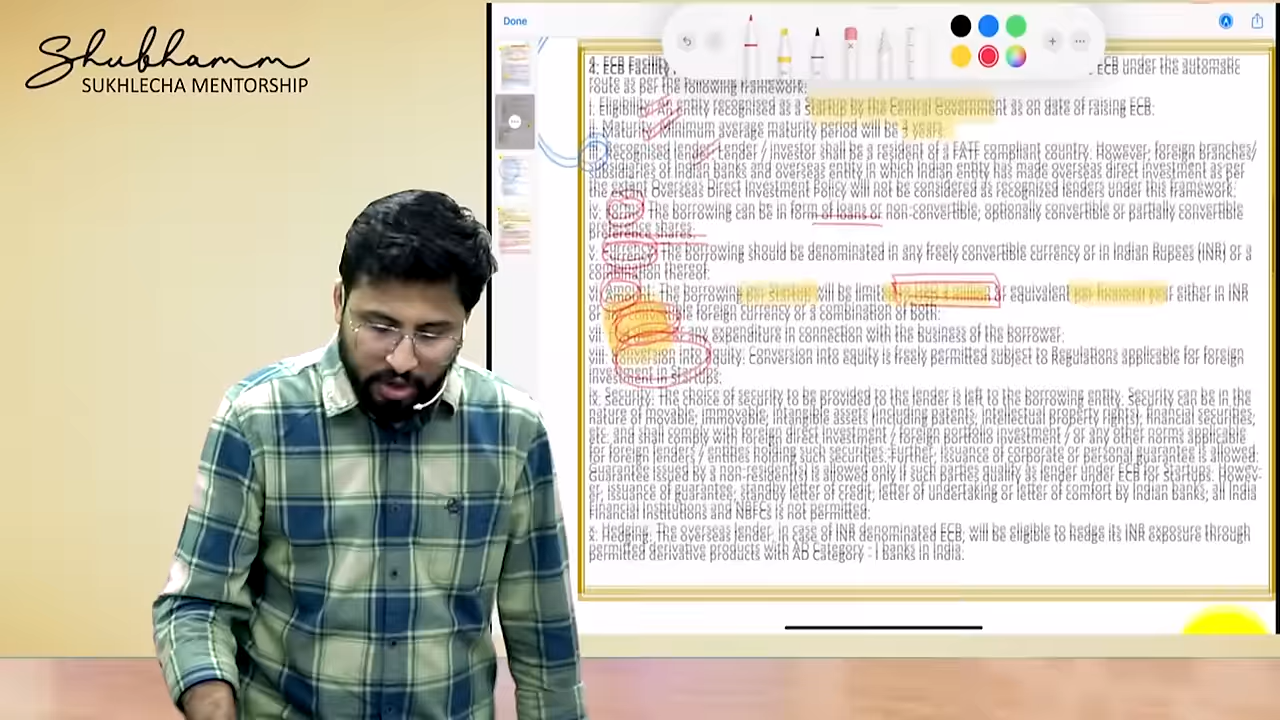 Shubhamm
SUKHLECHA MENTORSHIP
Done
4. ECB Facility ECB under the automatic
route as per the following framework:
i. Eligibility: An entity recognised as a Startup by the Central Government as on date of raising ECB.
ii. Maturity: Minimum average maturity period will be 3 years.
iii. Recognised lender: Lender / investor shall be a resident of a FATF compliant country. However, foreign branches/
subsidiaries of Indian banks and overseas entity in which Indian entity has made overseas direct investment as per
the extant Overseas Direct Investment Policy will not be considered as recognized lenders under this framework.
iv. Forms: The borrowing can be in form of loans or non-convertible, optionally convertible or partially convertible
preference shares.
v. Currency: The borrowing should be denominated in any freely convertible currency or in Indian Rupees (INR) or a
combination thereof.
vi. Amount: The borrowing per Startup will be limited to USD 3 million or equivalent per financial year either in INR
or any convertible foreign currency or a combination of both.
vii. any expenditure in connection with the business of the borrower.
viii. Conversion into equity: Conversion into equity is freely permitted subject to Regulations applicable for foreign
investment in Startups.
ix. Security: The choice of security to be provided to the lender is left to the borrowing entity. Security can be in the
nature of movable, immovable, intangible assets (including patents, intellectual property rights), financial securities,
etc. and shall comply with foreign direct investment / foreign portfolio investment / or any other norms applicable
for foreign lenders / entities holding such securities. Further, issuance of corporate or personal guarantee is allowed.
Guarantee issued by a non-resident(s) is allowed only if such parties qualify as lender under ECB for Startups. Howev-
er, issuance of guarantee, standby letter of credit, letter of undertaking or letter of comfort by Indian banks, all India
Financial Institutions and NBFCs is not permitted.
x. Hedging: The overseas lender, in case of INR denominated ECB, will be eligible to hedge its INR exposure through
permitted derivative products with AD Category - I banks in India.